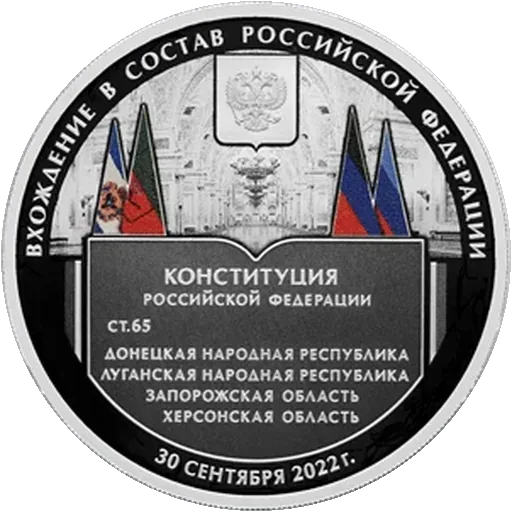 ВХОЖДЕНИЕ В СОСТАВ РОССИЙСКОЙ ФЕДЕРАЦИИ
КОНСТИТУЦИЯ
РОССИЙСКОЙ ФЕДЕРАЦИИ
СТ.65
ДОНЕЦКАЯ НАРОДНАЯ РЕСПУБЛИКА
ЛУГАНСКАЯ НАРОДНАЯ РЕСПУБЛИКА
ЗАПОРОЖСКАЯ ОБЛАСТЬ
ХЕРСОНСКАЯ ОБЛАСТЬ
30 СЕНТЯБРЯ 2022 г.